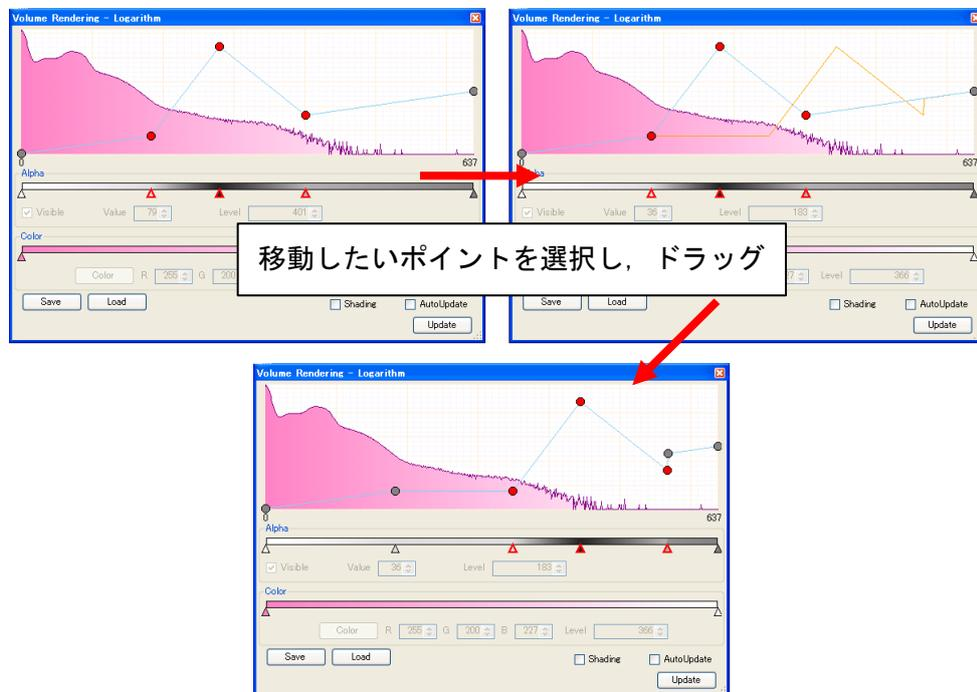 Volume Rendering - Logarithm
0
637
Alpha
Visible Value 79 Level 401
Color
Color R 255 G 200
Save Load
Shading AutoUpdate
Update
Volume Rendering - Logarithm
637
Visible Value 36 Level 183
Level 366
Save Load
Shading AutoUpdate
Update
移動したいポイントを選択し，ドラッグ
Volume Rendering - Logarithm
0
637
Alpha
Visible Value 36 Level 183
Color
Color R 255 G 200 B 227 Level 366
Save Load
Shading AutoUpdate
Update